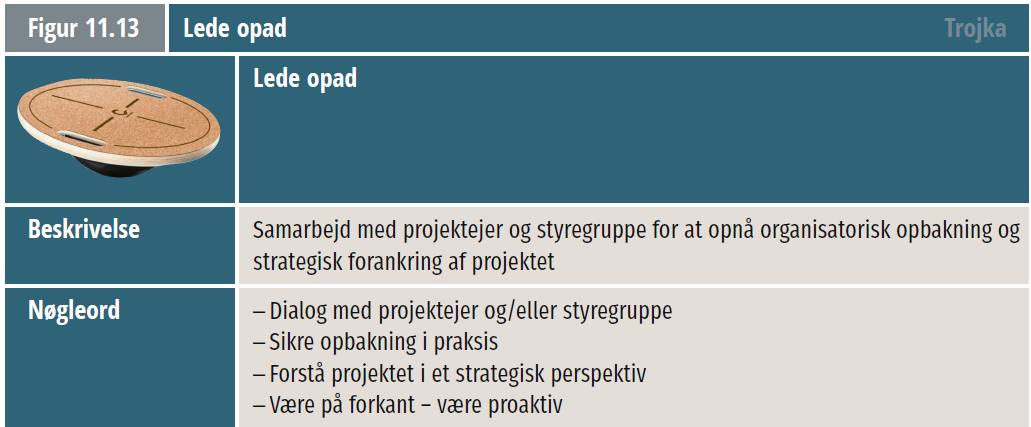 Figur 11.13
Lede opad
Trojka
Lede opad
Beskrivelse
Samarbejd med projektejer og styregruppe for at opnå organisatorisk opbakning og
strategisk forankring af projektet
Nøgleord
– Dialog med projektejer og/eller styregruppe
– Sikre opbakning i praksis
– Forstå projektet i et strategisk perspektiv
– Være på forkant – være proaktiv